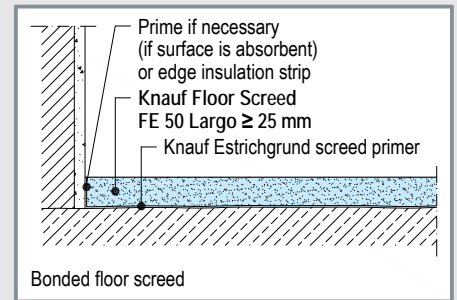 Prime if necessary
(if surface is absorbent)
or edge insulation strip
Knauf Floor Screed
FE 50 Largo ≥ 25 mm
Knauf Estrichgrund screed primer
Bonded floor screed